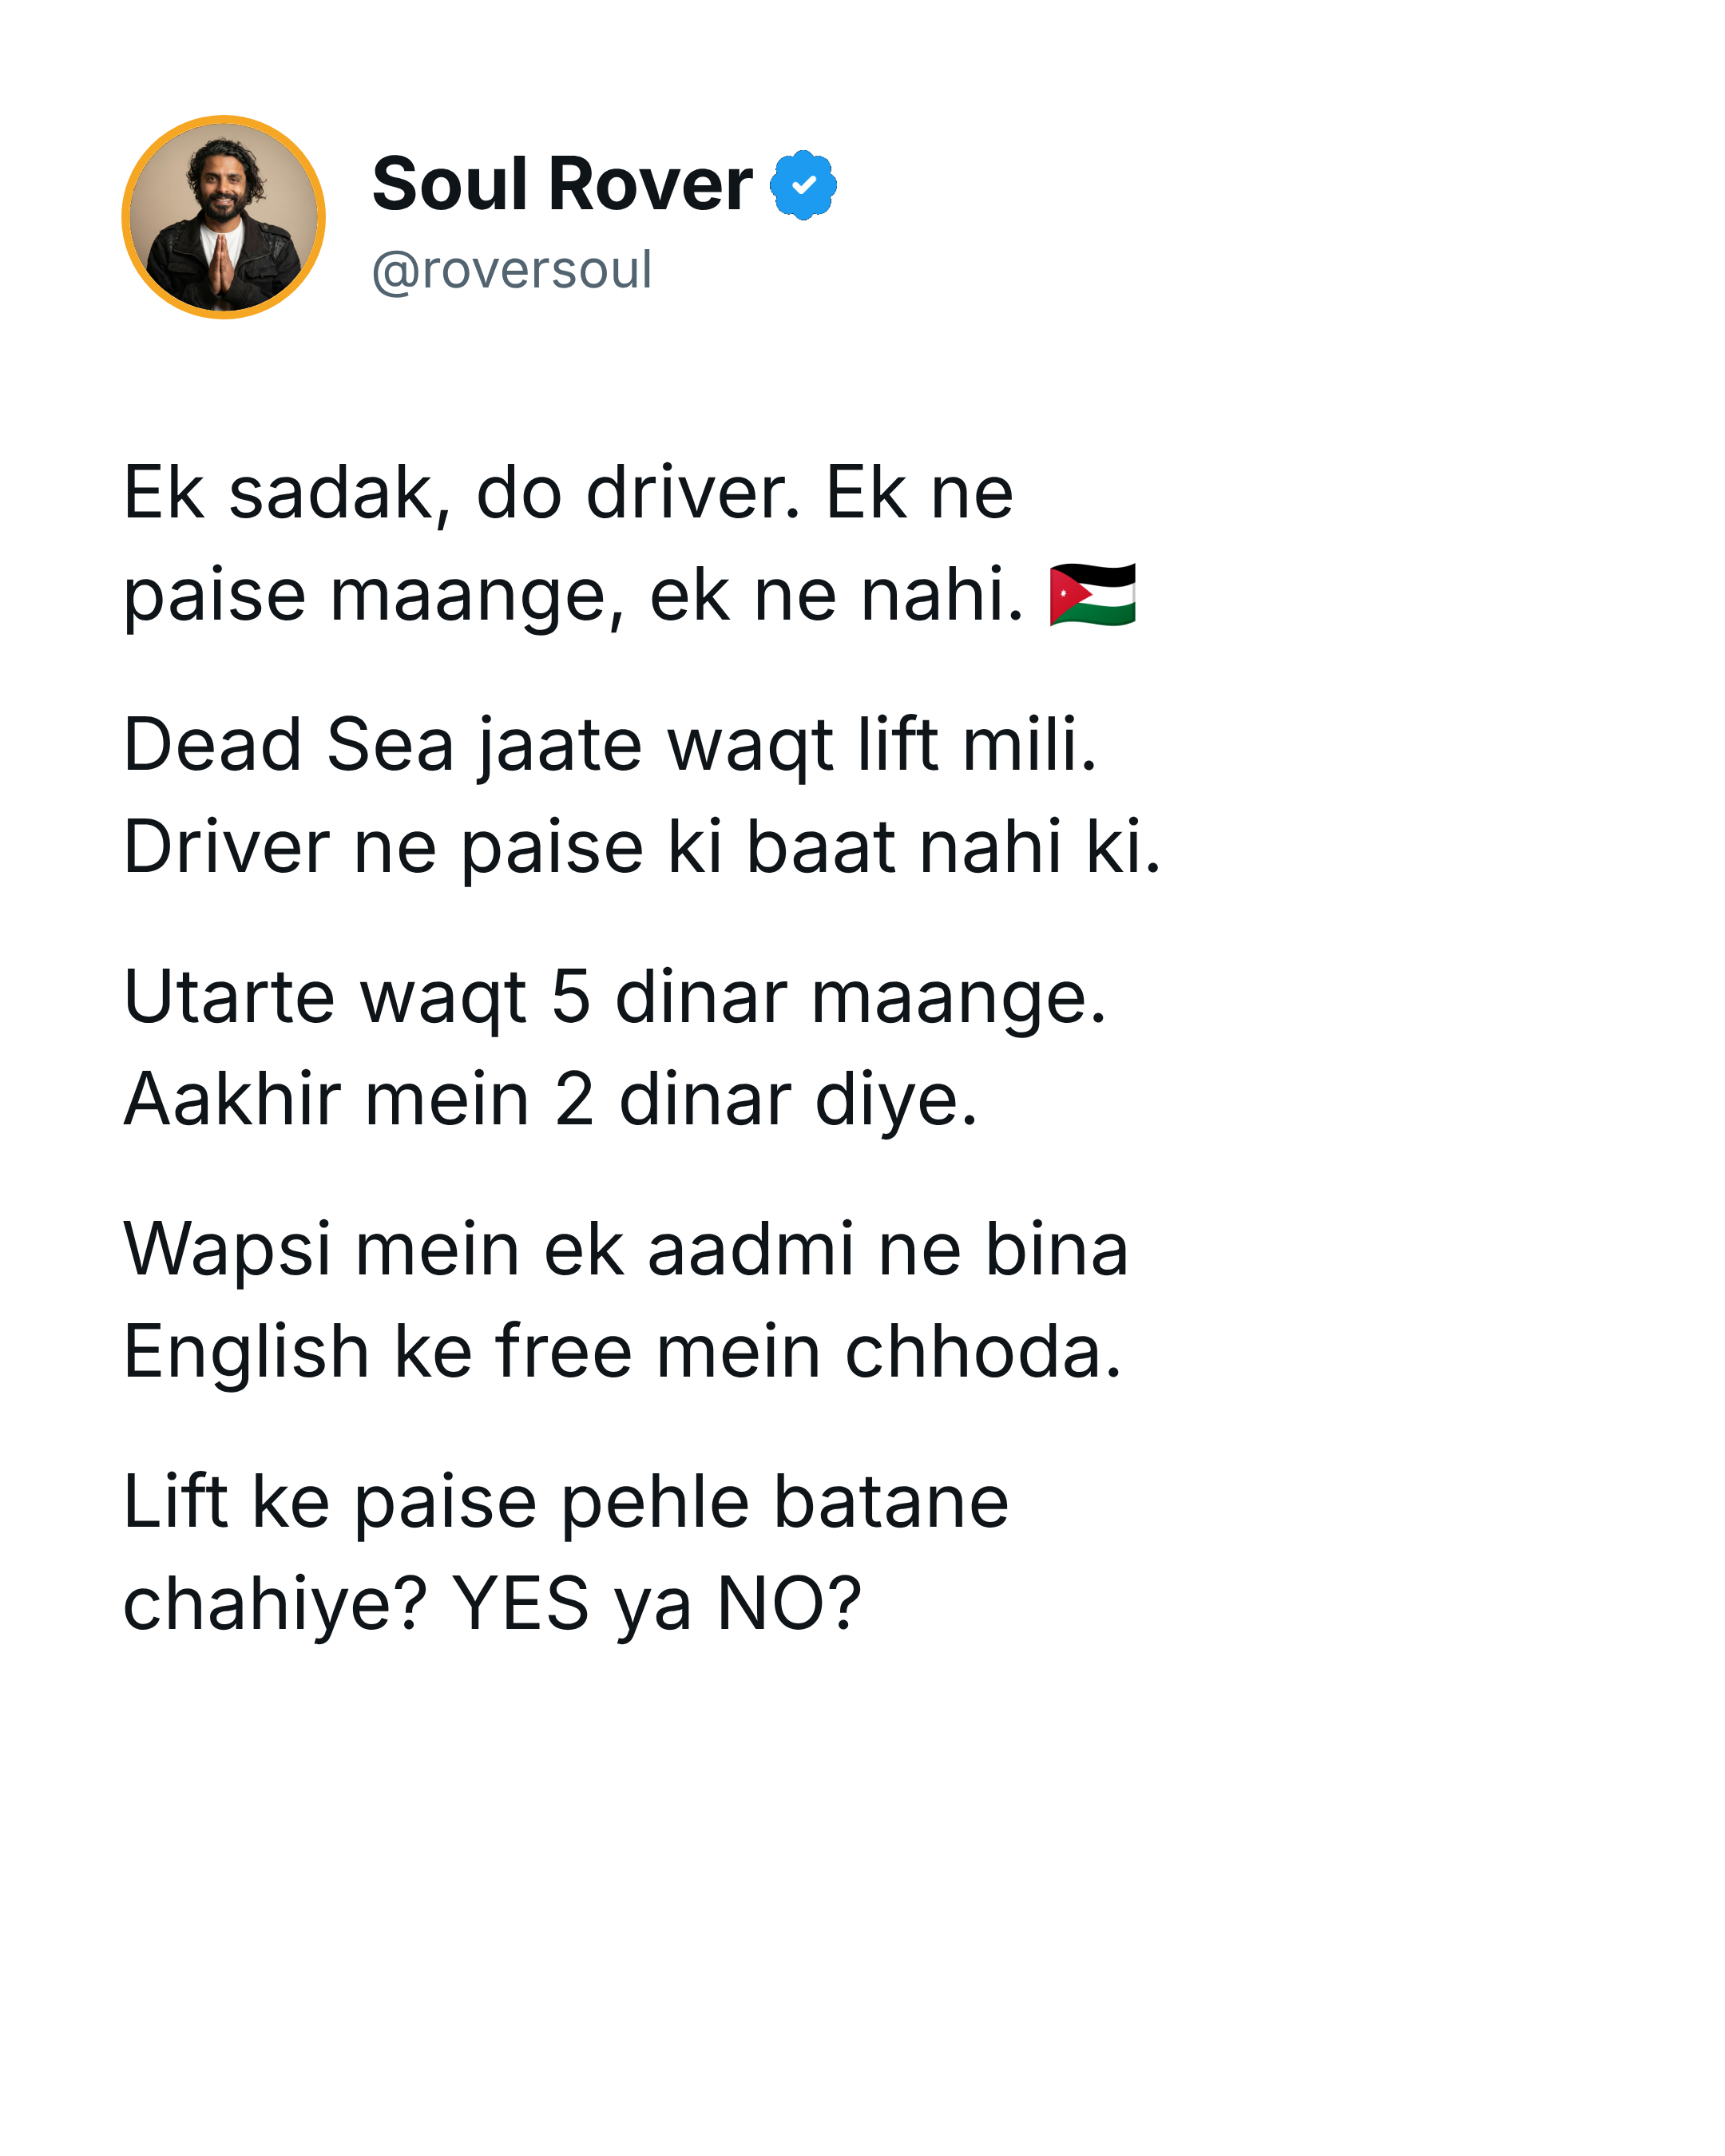 Soul Rover
@roversoul
Ek sadak, do driver. Ek ne
paise maange, ek ne nahi. 🇯🇴
Dead Sea jaate waqt lift mili.
Driver ne paise ki baat nahi ki.
Utarte waqt 5 dinar maange.
Aakhir mein 2 dinar diye.
Wapsi mein ek aadmi ne bina
English ke free mein chhoda.
Lift ke paise pehle batane
chahiye? YES ya NO?